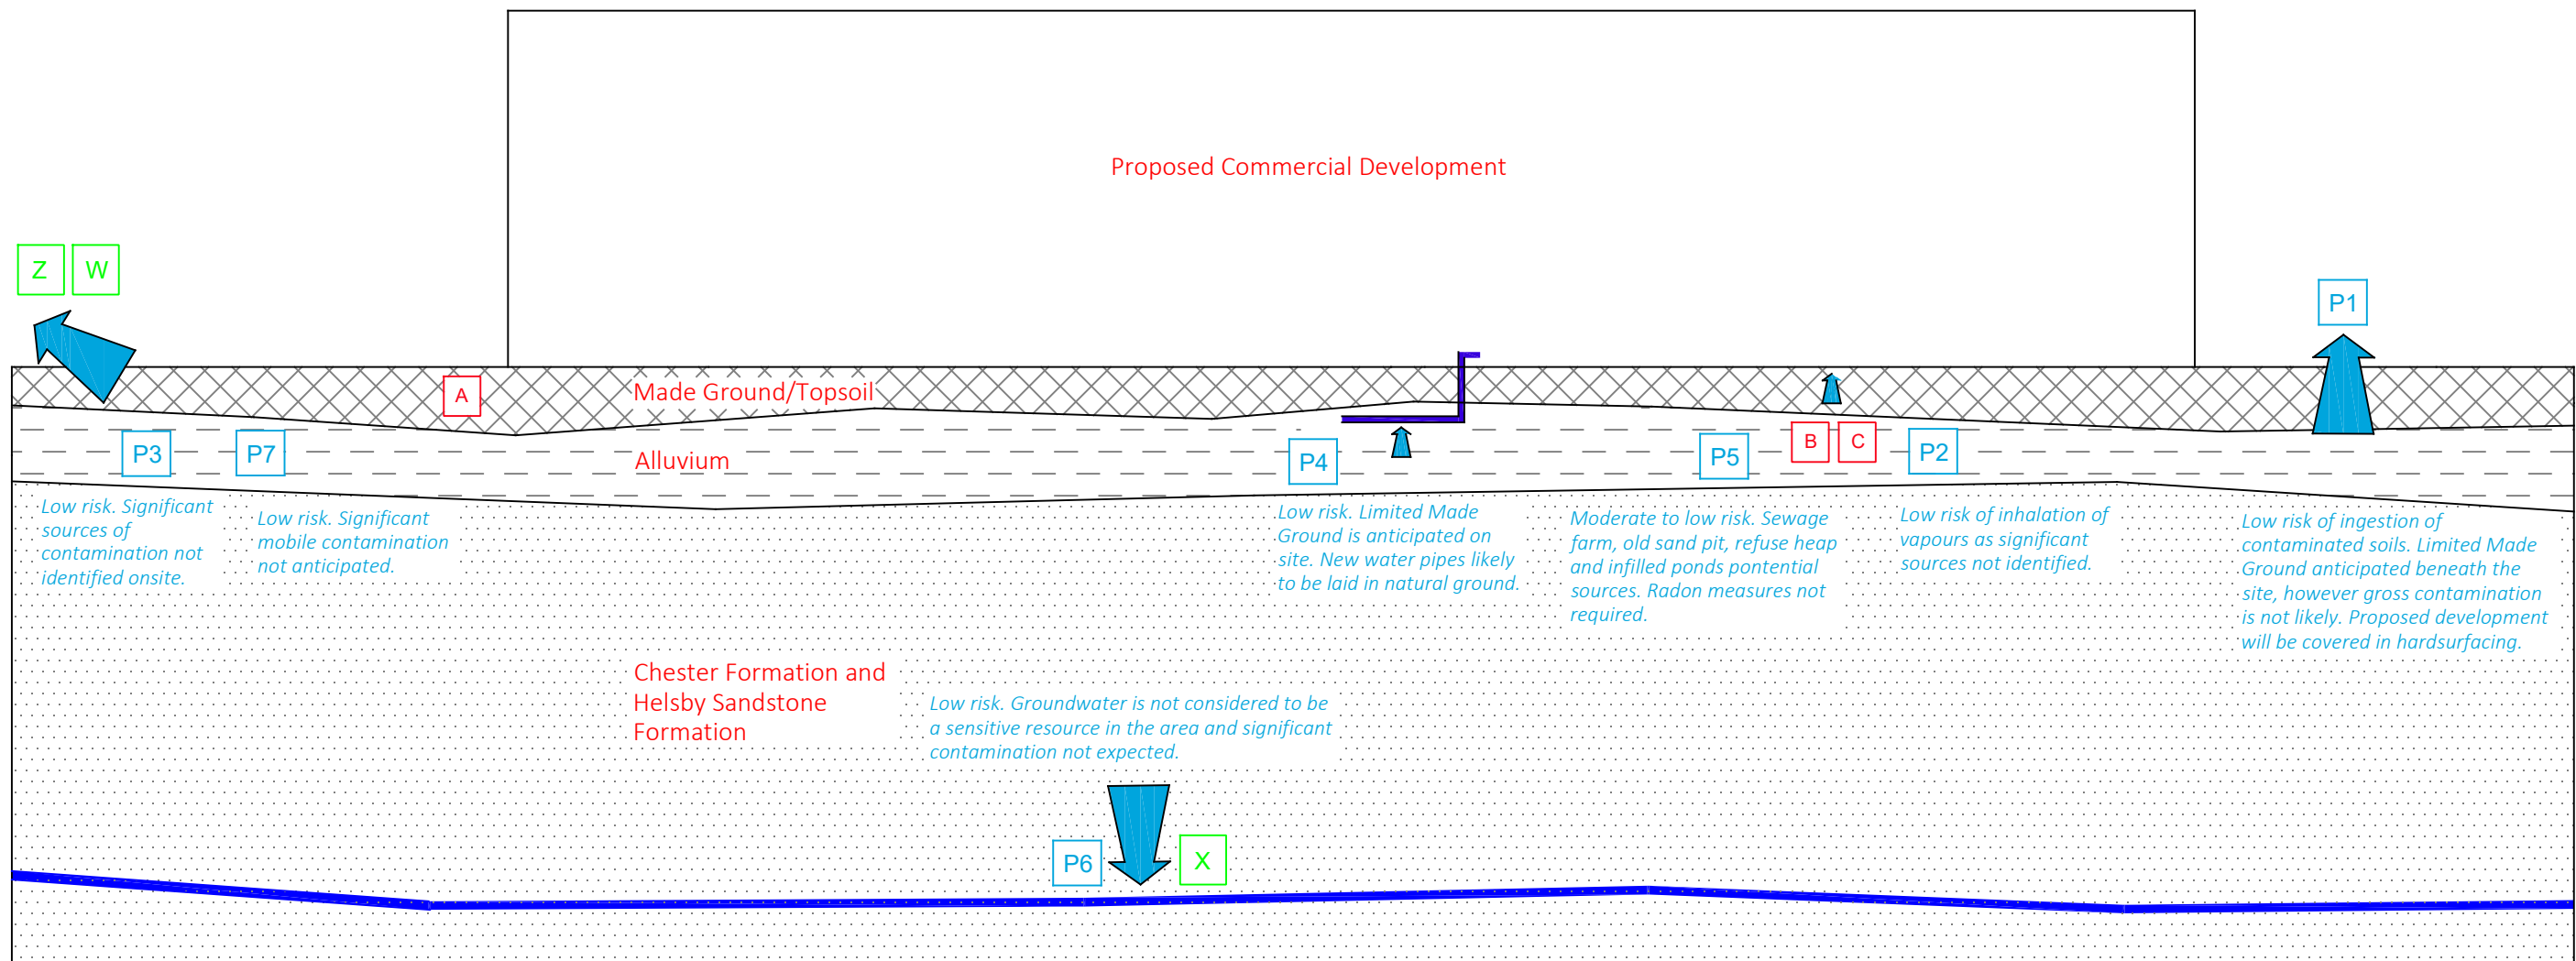 Proposed Commercial Development
Z W
P1
A
Made Ground/Topsoil
P3
P7
Alluvium
P4
P5
B
C
P2
Low risk. Significant
sources of
contamination not
identified onsite.
Low risk. Significant
mobile contamination
not anticipated.
Low risk. Limited Made
Ground is anticipated on
site. New water pipes likely
to be laid in natural ground.
Moderate to low risk. Sewage
farm, old sand pit, refuse heap
and infilled ponds pontential
sources. Radon measures not
required.
Low risk of inhalation of
vapours as significant
sources not identified.
Low risk of ingestion of
contaminated soils. Limited Made
Ground anticipated beneath the
site, however gross contamination
is not likely. Proposed development
will be covered in hardsurfacing.
Chester Formation and
Helsby Sandstone
Formation
Low risk. Groundwater is not considered to be
a sensitive resource in the area and significant
contamination not expected.
P6
X